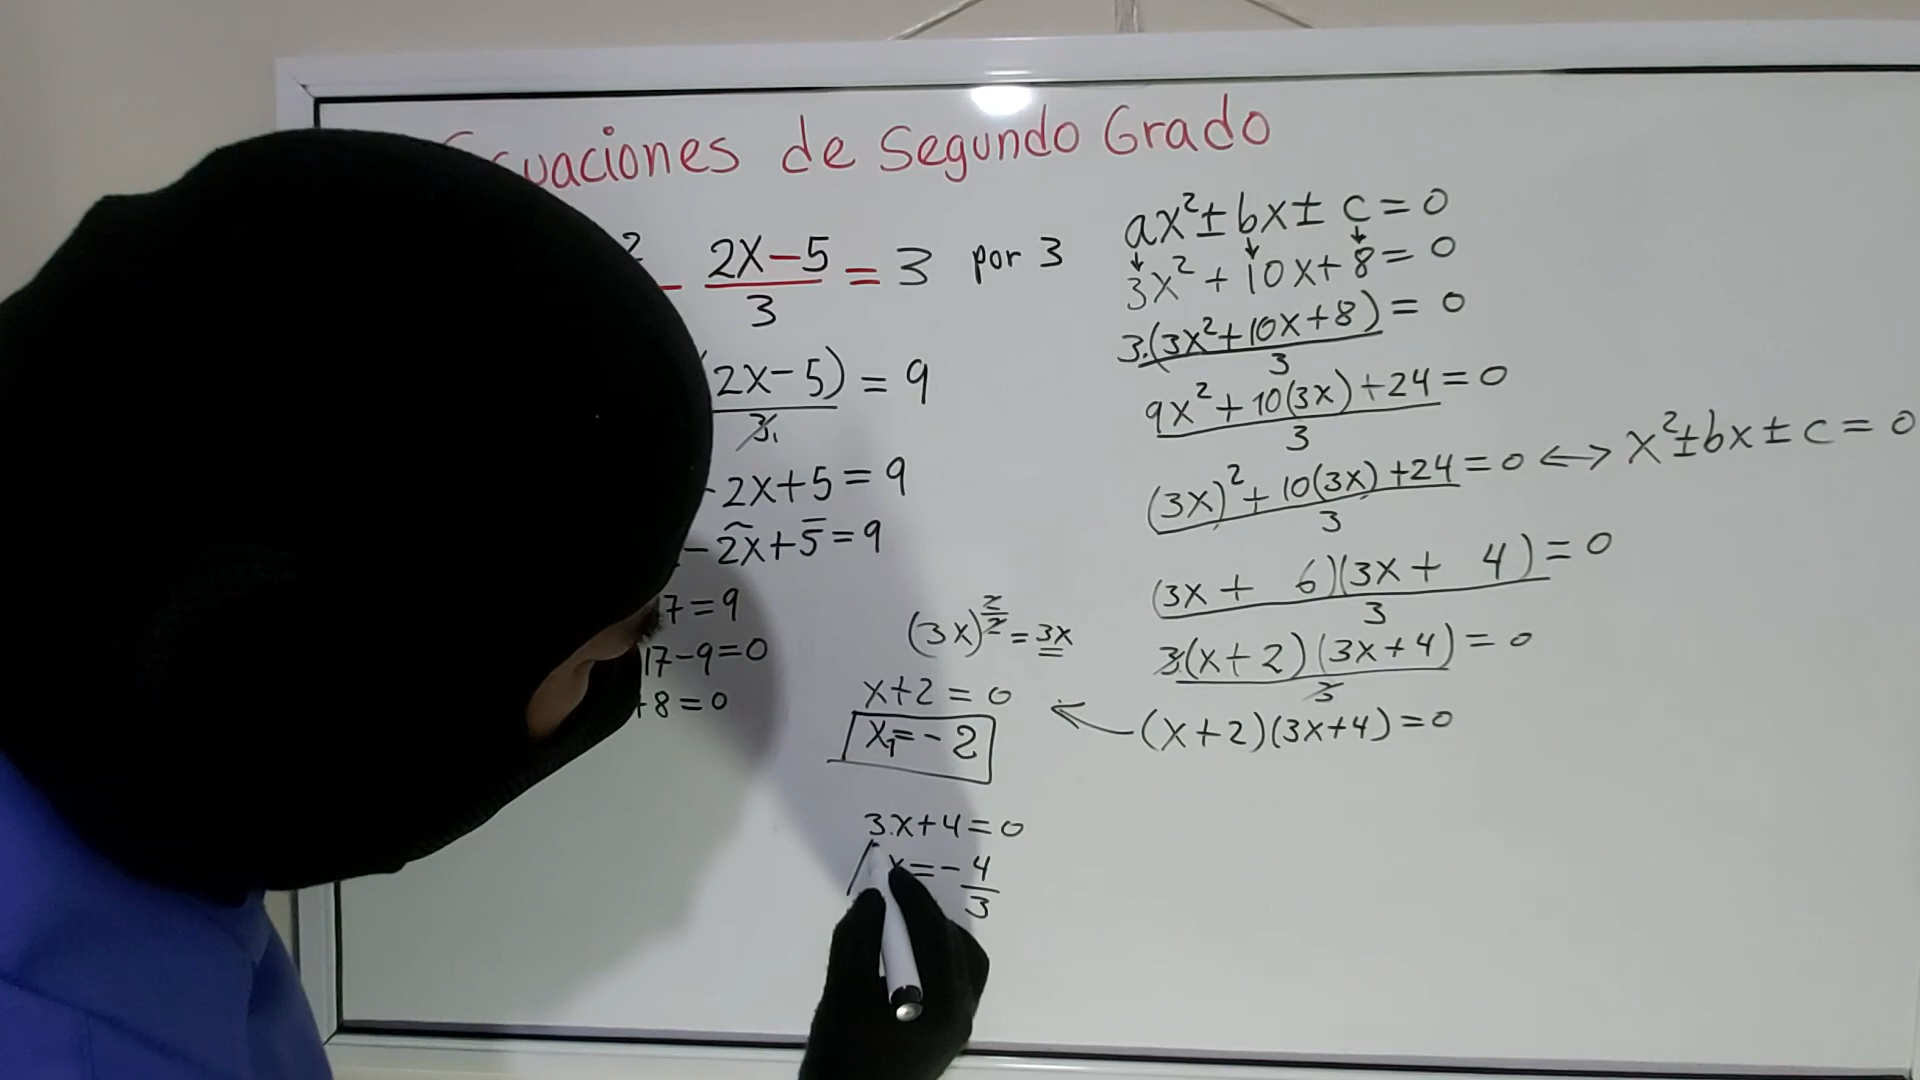 Ecuaciones de Segundo Grado
2
2x-5/3 = 3 por 3
(2x-5)/3₁ = 9
-2x+5=9
-2x+5=9
17=9
17-9=0
+8=0
(3x)^2/2=3x
x+2=0
x₁=-2
3x+4=0
x=-4/3
ax²±bx±c=0
3x²+10x+8=0
3.(3x²+10x+8)/3=0
9x²+10(3x)+24/3=0
(3x)²+10(3x)+24/3=0 ↔ x²±bx±c=0
(3x+ 6)(3x+ 4)/3=0
3(x+2)(3x+4)/3=0
(x+2)(3x+4)=0